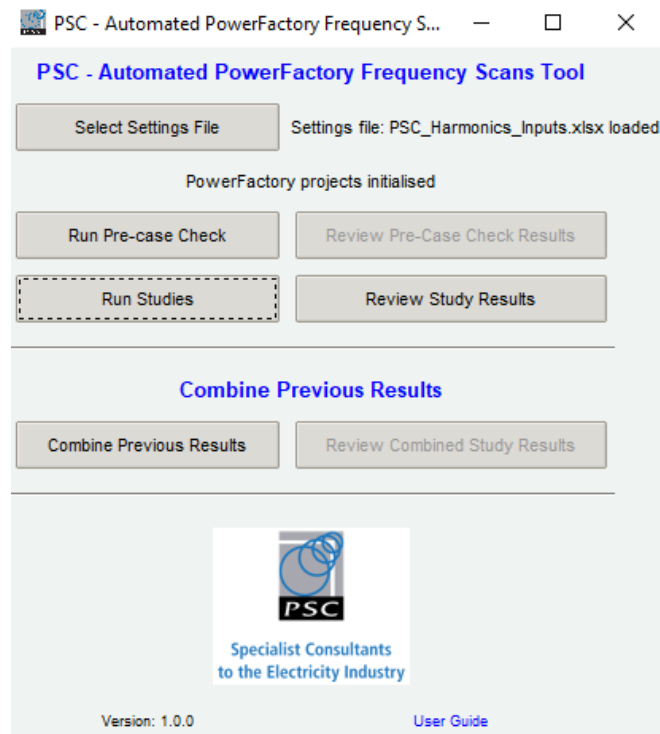 PSC - Automated PowerFactory Frequency S...
PSC - Automated PowerFactory Frequency Scans Tool
Select Settings File Settings file: PSC_Harmonics_Inputs.xlsx loaded
PowerFactory projects initialised
Run Pre-case Check Review Pre-Case Check Results
Run Studies Review Study Results
Combine Previous Results
Combine Previous Results Review Combined Study Results
PSC
Specialist Consultants
to the Electricity Industry
Version: 1.0.0 User Guide